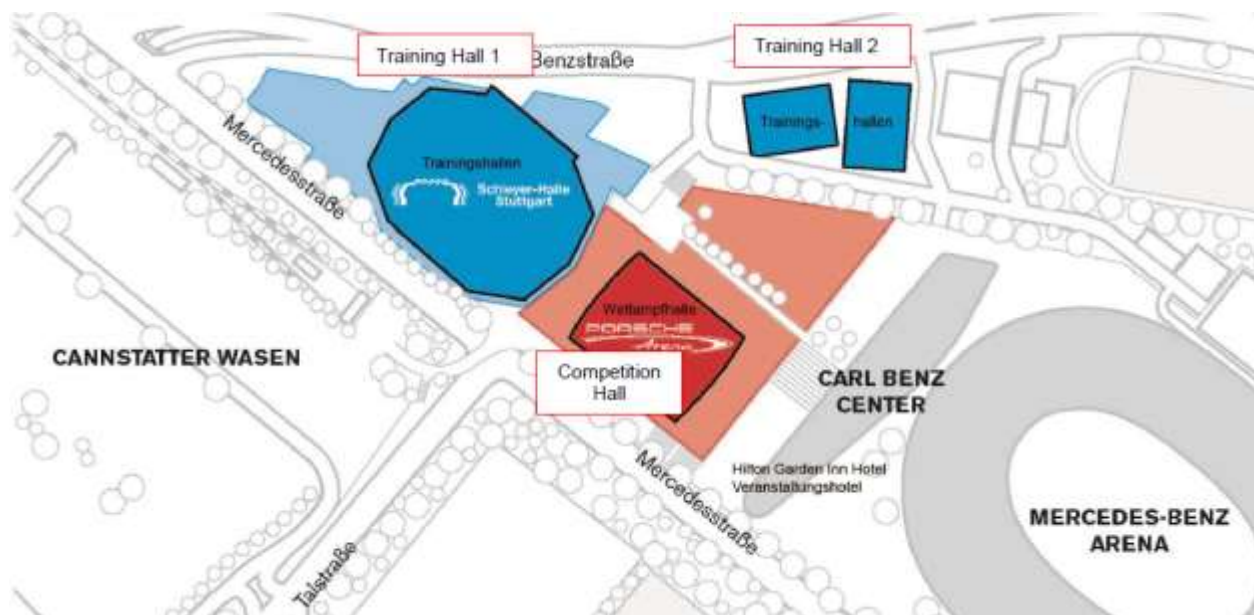 Training Hall 1
Benzstraße
Training Hall 2
Trainings-
hallen
Mercedesstraße
Trainingshallen
Schleyer-Halle
Stuttgart
Wettampfhalle
PORSCHE
Arena
CANNSTATTER WASEN
Competition
Hall
CARL BENZ
CENTER
Hilton Garden Inn Hotel
Veranstaltungshotel
Mercedesstraße
MERCEDES-BENZ
ARENA
Talstraße